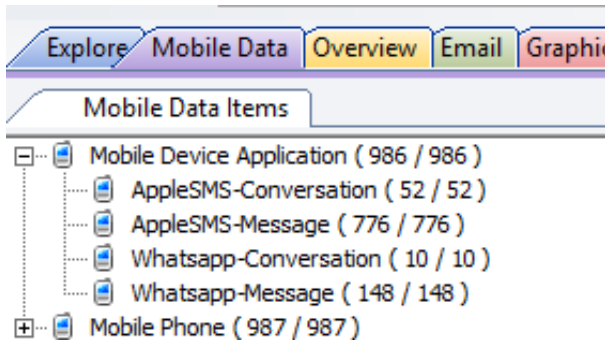 Explore Mobile Data Overview Email Graphic
Mobile Data Items
Mobile Device Application ( 986 / 986 )
AppleSMS-Conversation ( 52 / 52 )
AppleSMS-Message ( 776 / 776 )
Whatsapp-Conversation ( 10 / 10 )
Whatsapp-Message ( 148 / 148 )
Mobile Phone ( 987 / 987 )